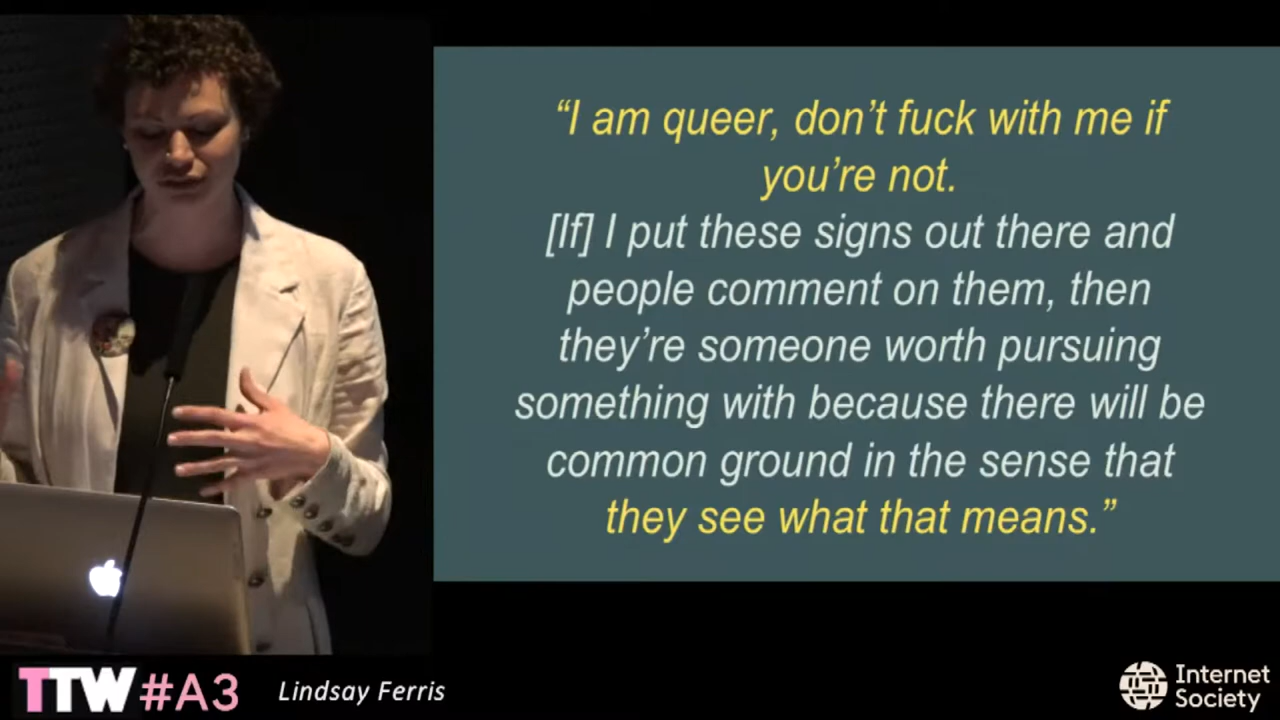 “I am queer, don’t fuck with me if
you’re not.
[If] I put these signs out there and
people comment on them, then
they’re someone worth pursuing
something with because there will be
common ground in the sense that
they see what that means.”
TTW #A3
Lindsay Ferris
Internet
Society